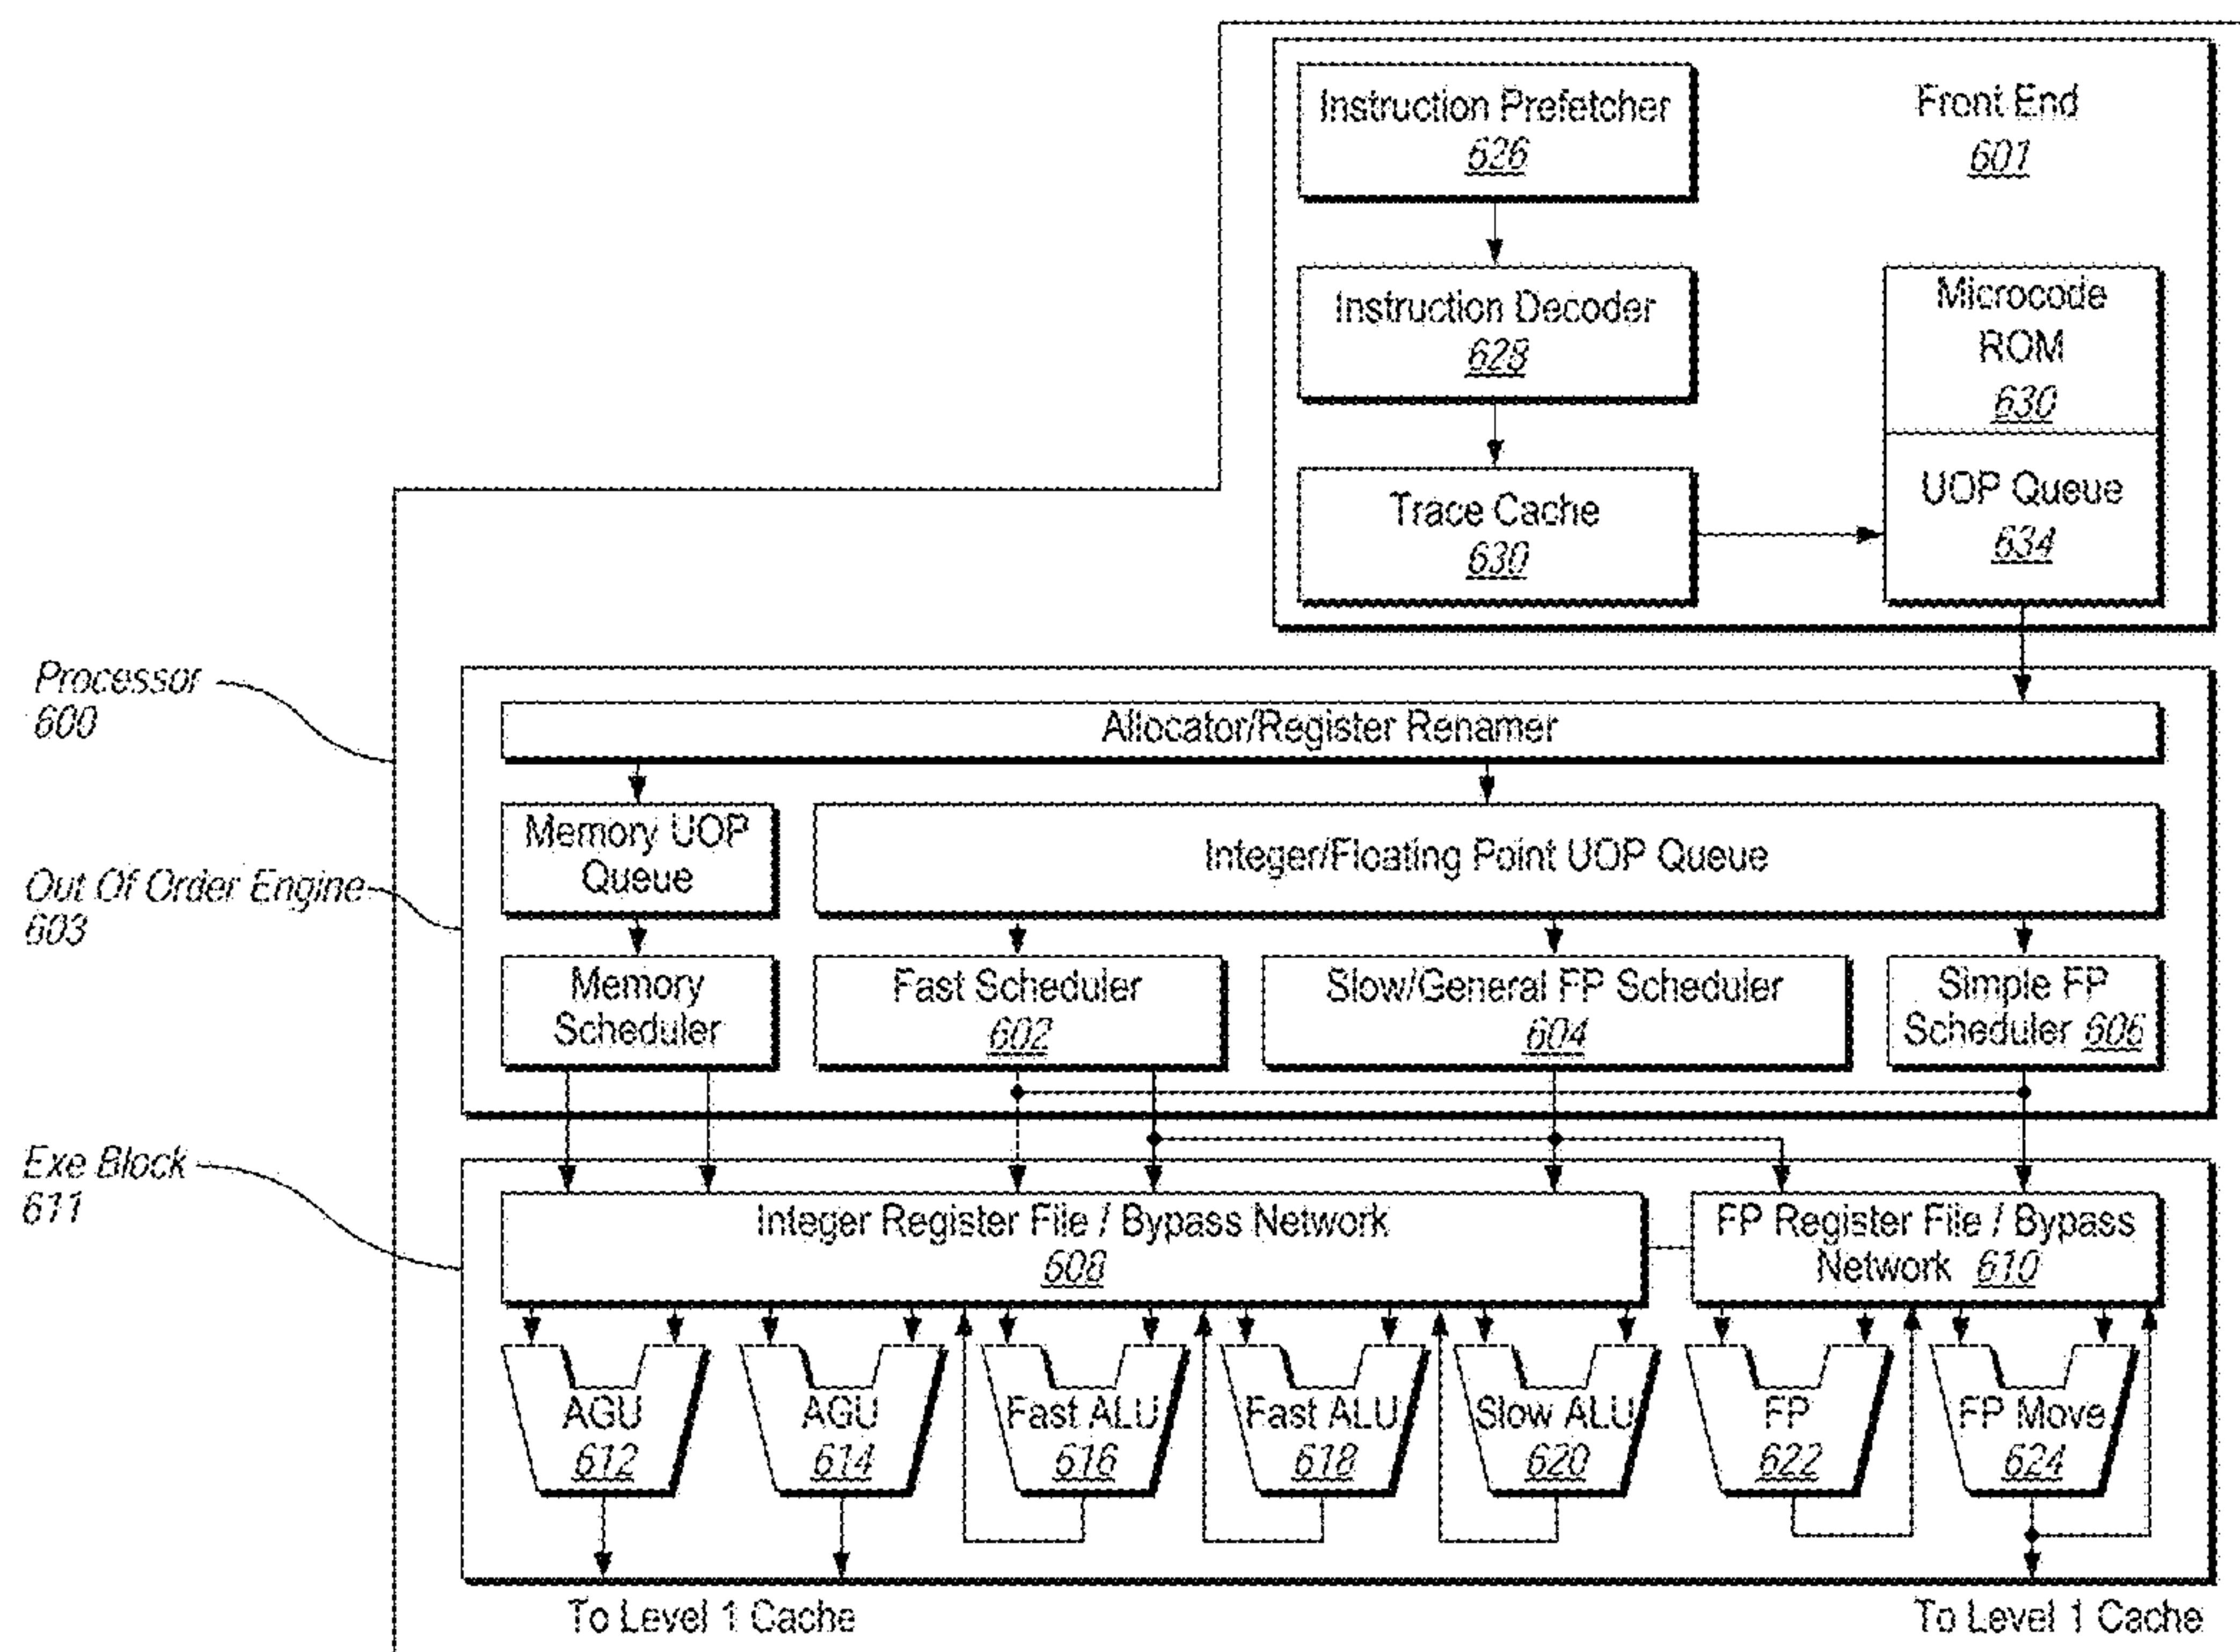 Instruction Prefetcher
626
Front End
601
Instruction Decoder
628
Microcode
ROM
630
Trace Cache
630
UOP Queue
634
Processor
600
Allocator/Register Renamer
Memory UOP
Queue
Integer/Floating Point UOP Queue
Out Of Order Engine
603
Memory
Scheduler
Fast Scheduler
602
Slow/General FP Scheduler
604
Simple FP
Scheduler 606
Exe Block
611
Integer Register File / Bypass Network
608
FP Register File / Bypass
Network 610
AGU
612
AGU
614
Fast ALU
616
Fast ALU
618
Slow ALU
620
FP
622
FP Move
624
To Level 1 Cache
To Level 1 Cache